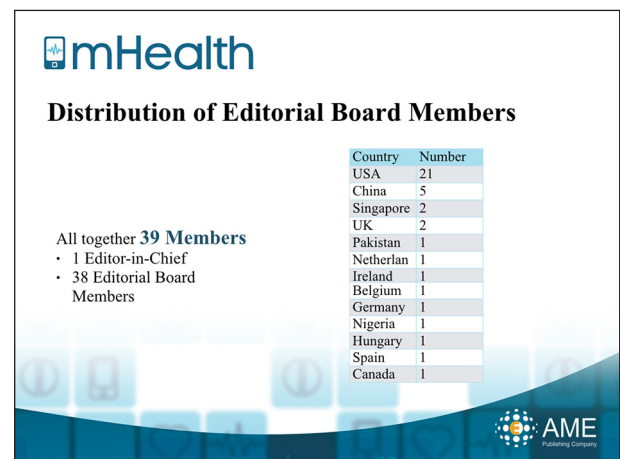 mHealth
Distribution of Editorial Board Members
All together 39 Members
• 1 Editor-in-Chief
• 38 Editorial Board
Members
Country Number
USA 21
China 5
Singapore 2
UK 2
Pakistan 1
Netherlan 1
Ireland 1
Belgium 1
Germany 1
Nigeria 1
Hungary 1
Spain 1
Canada 1
AME
Publishing Company